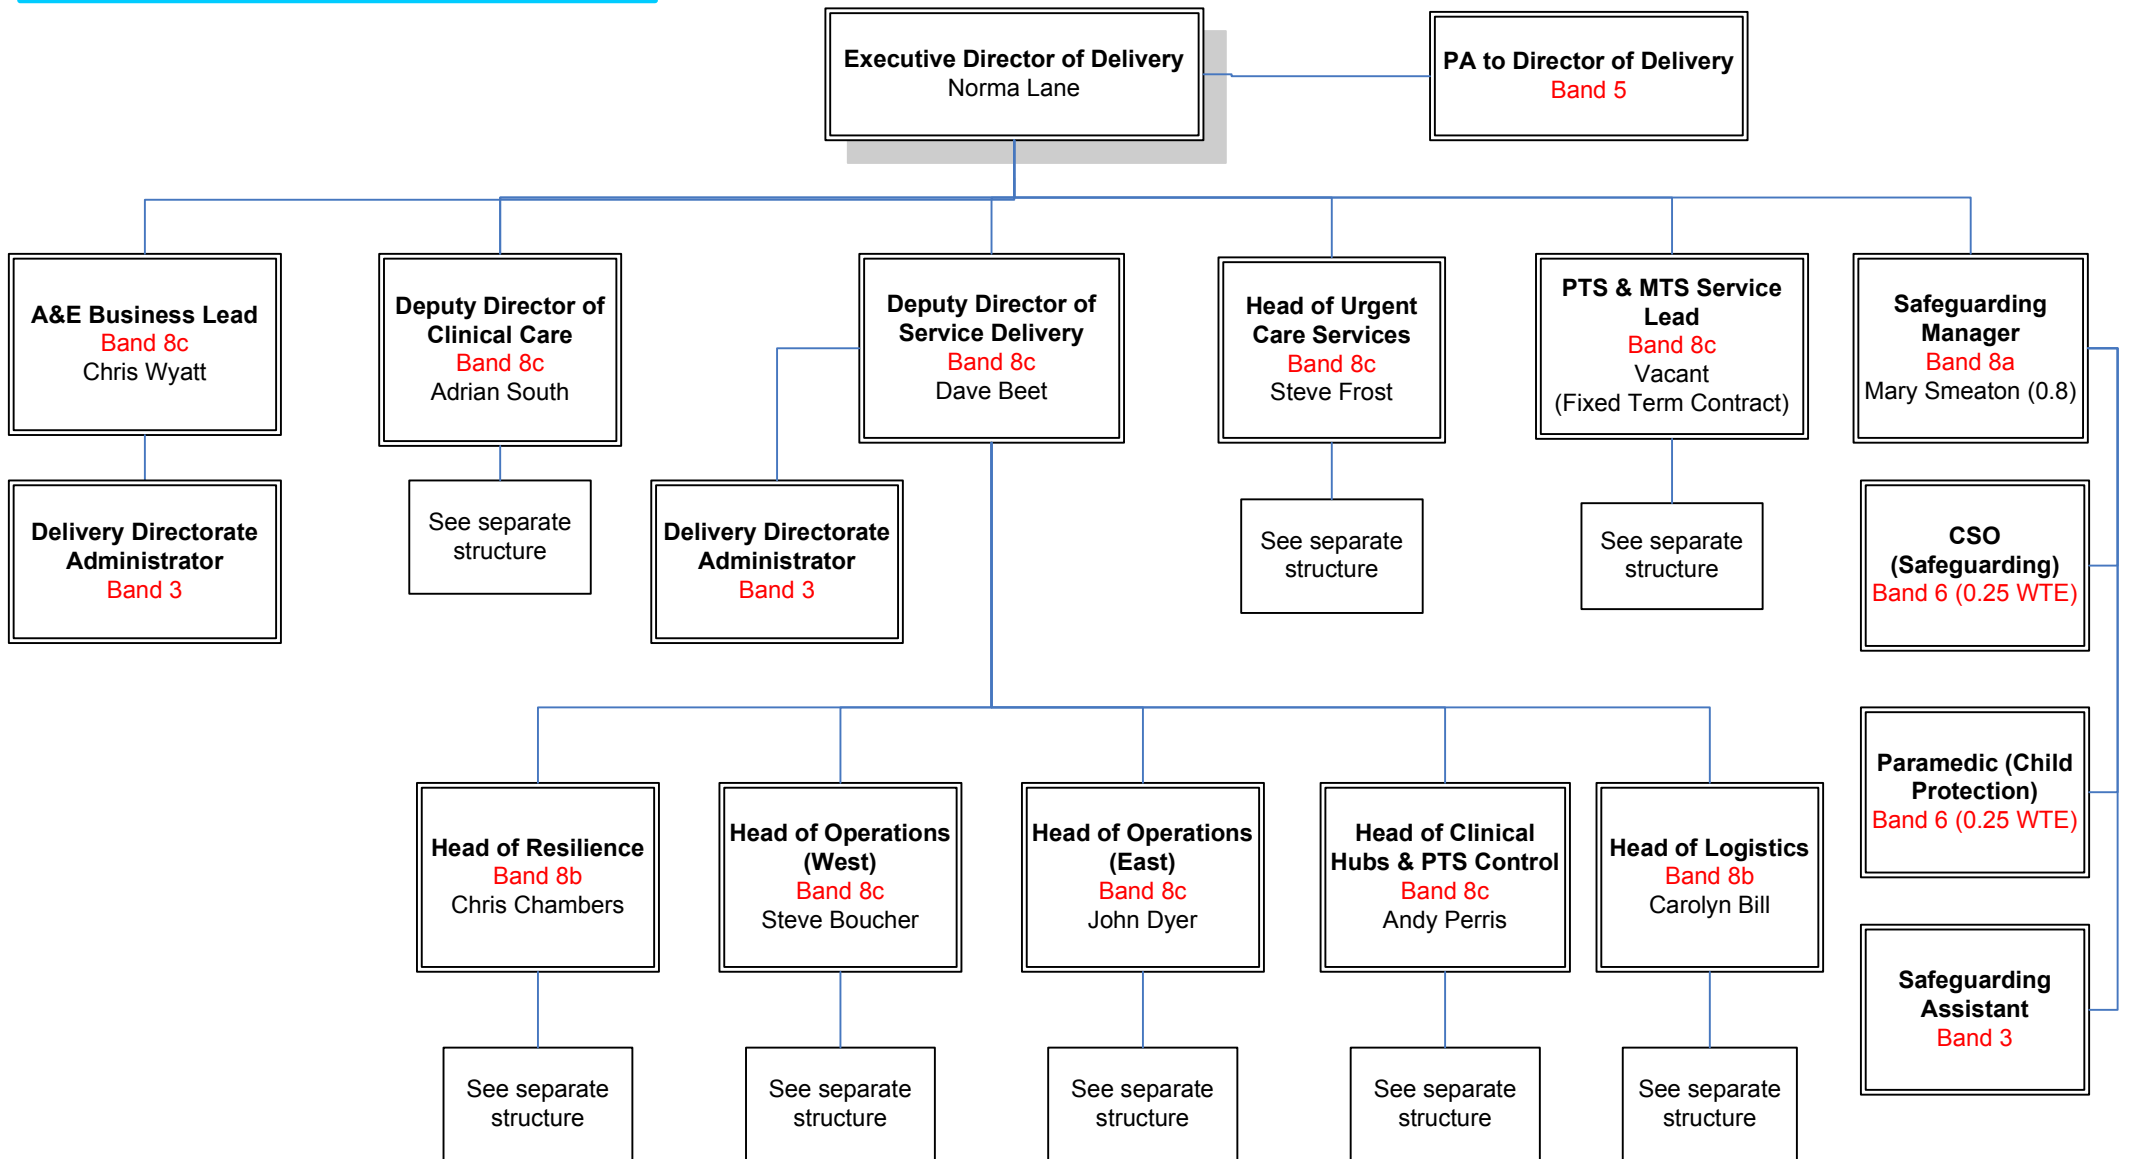 Executive Director of Delivery
Norma Lane
PA to Director of Delivery
Band 5
A&E Business Lead
Band 8c
Chris Wyatt
Deputy Director of
Clinical Care
Band 8c
Adrian South
Deputy Director of
Service Delivery
Band 8c
Dave Beet
Head of Urgent
Care Services
Band 8c
Steve Frost
PTS & MTS Service
Lead
Band 8c
Vacant
(Fixed Term Contract)
Safeguarding
Manager
Band 8a
Mary Smeaton (0.8)
Delivery Directorate
Administrator
Band 3
See separate
structure
Delivery Directorate
Administrator
Band 3
See separate
structure
See separate
structure
CSO
(Safeguarding)
Band 6 (0.25 WTE)
Paramedic (Child
Protection)
Band 6 (0.25 WTE)
Safeguarding
Assistant
Band 3
Head of Resilience
Band 8b
Chris Chambers
Head of Operations
(West)
Band 8c
Steve Boucher
Head of Operations
(East)
Band 8c
John Dyer
Head of Clinical
Hubs & PTS Control
Band 8c
Andy Perris
Head of Logistics
Band 8b
Carolyn Bill
See separate
structure
See separate
structure
See separate
structure
See separate
structure
See separate
structure